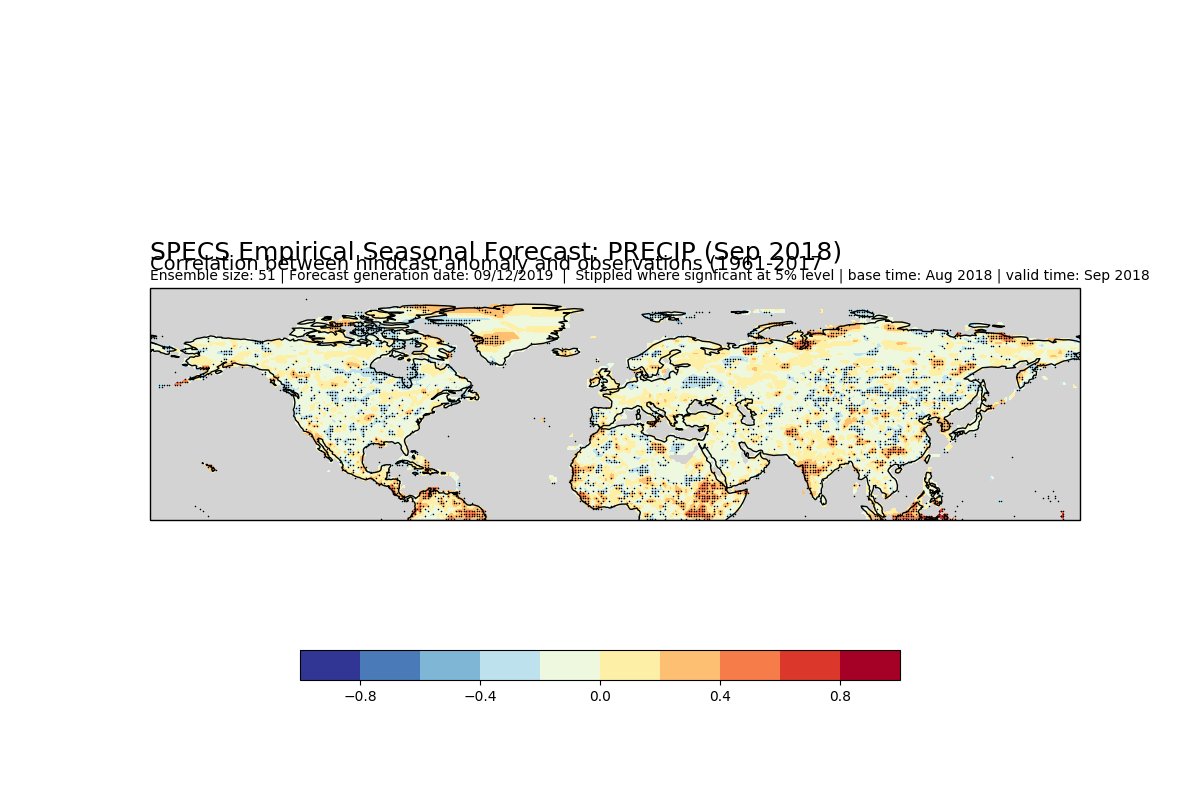 SPECS Empirical Seasonal Forecast: PRECIP (Sep 2018)
Correlation between hindcast anomaly and observations (1961-2017
Ensemble size: 51 | Forecast generation date: 09/12/2019 | Stippled where signficant at 5% level | base time: Aug 2018 | valid time: Sep 2018
−0.8 −0.4 0.0 0.4 0.8